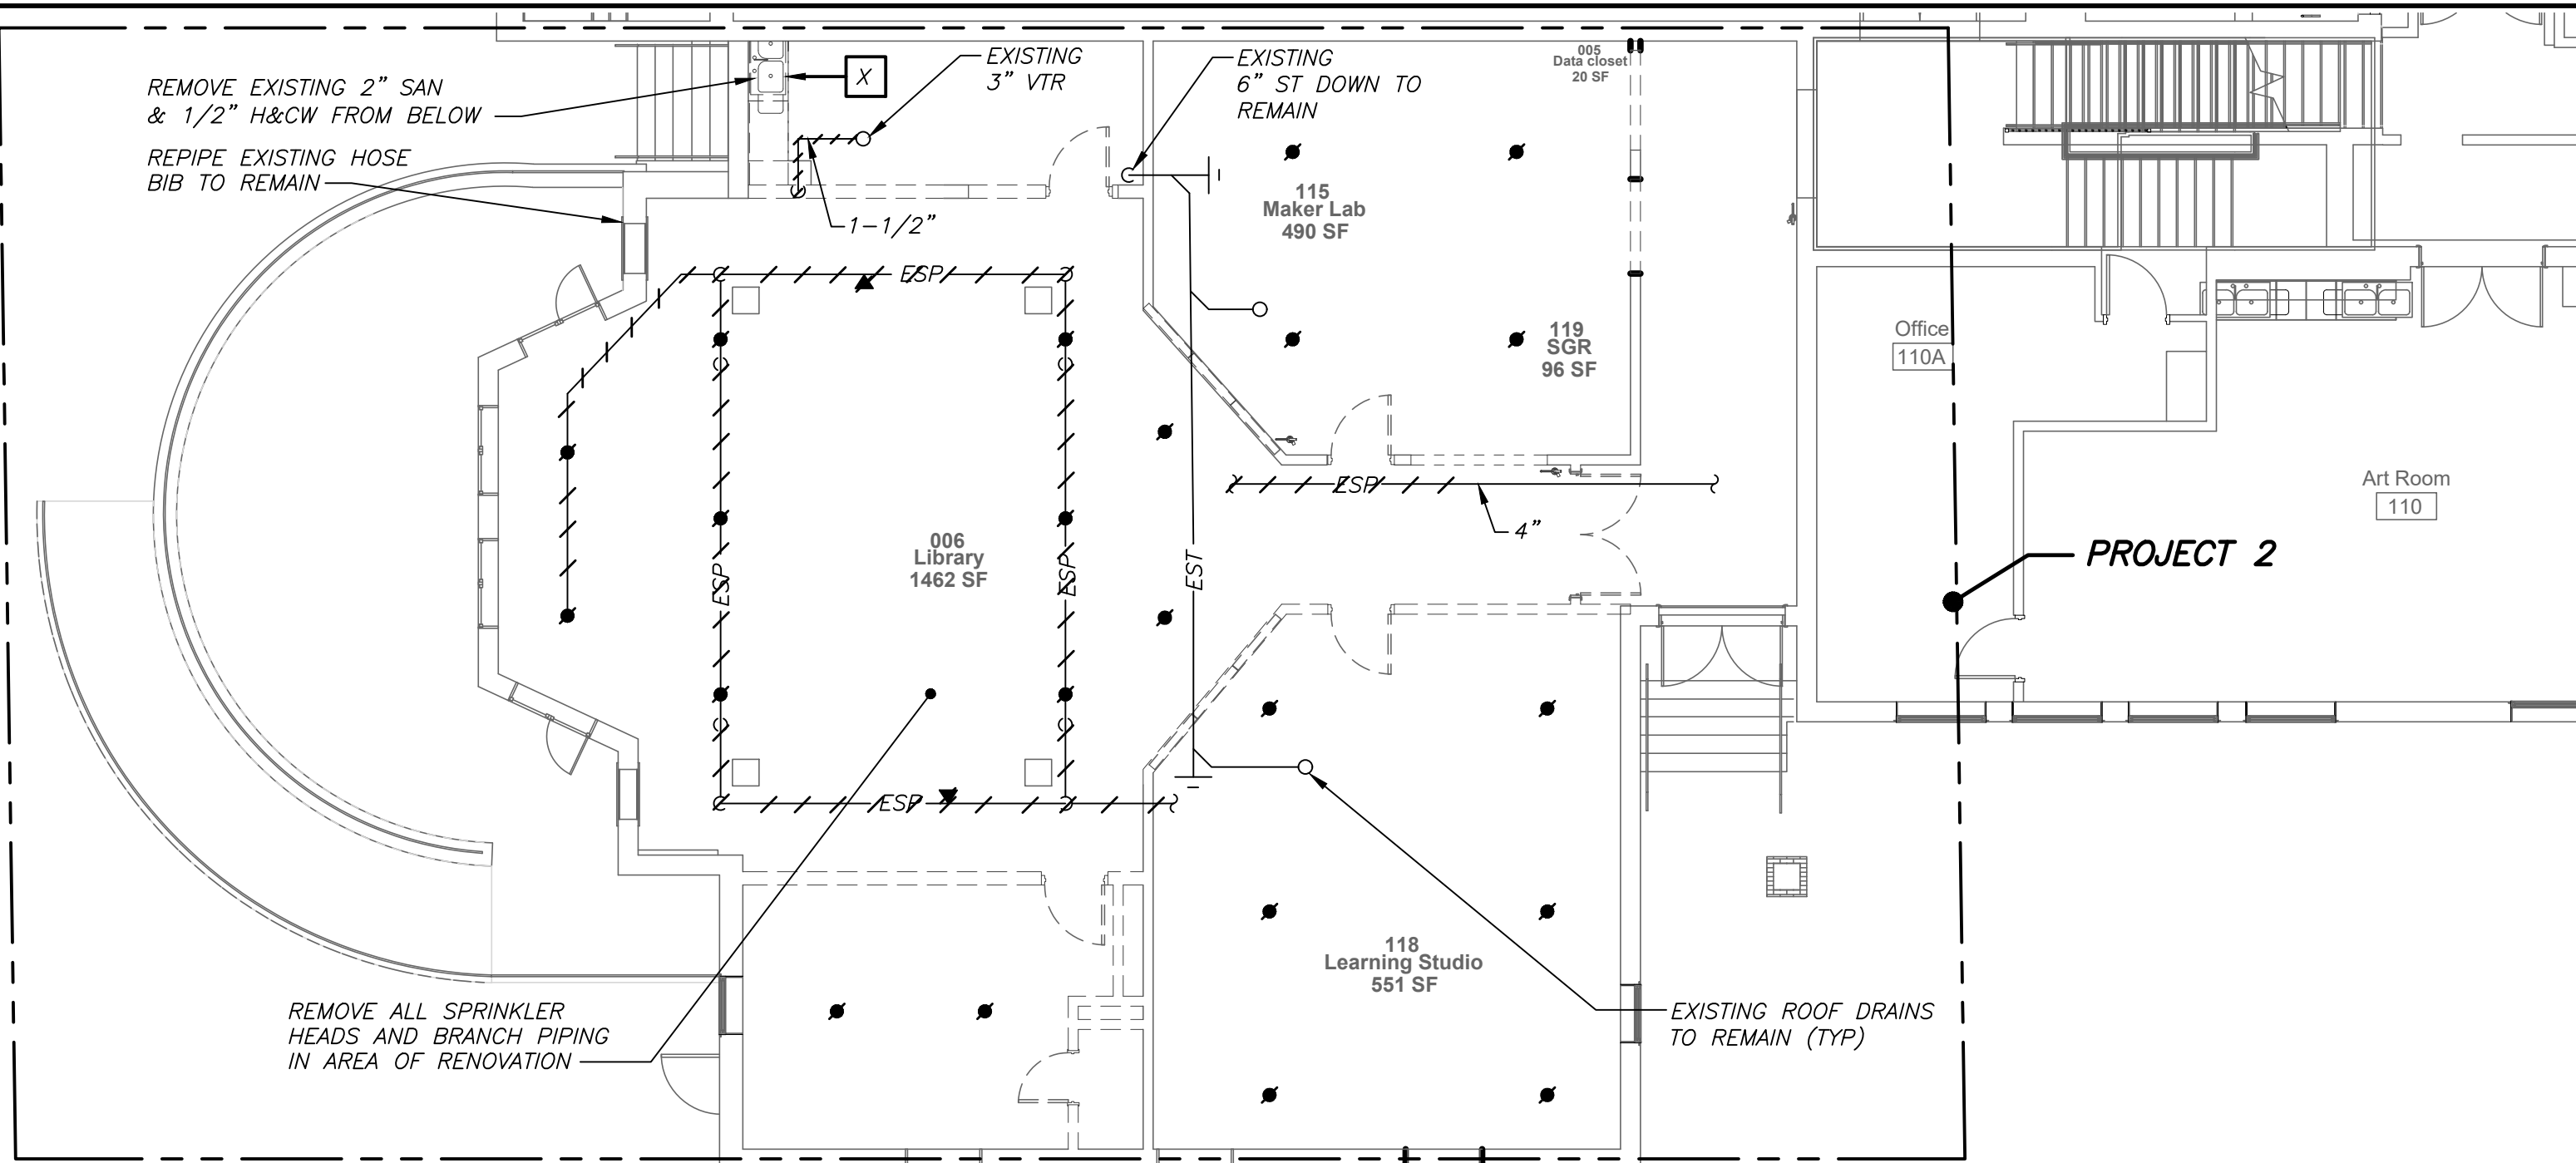 REMOVE EXISTING 2" SAN
& 1/2" H&CW FROM BELOW
REPIPE EXISTING HOSE
BIB TO REMAIN
X
EXISTING
3" VTR
1-1/2"
EXISTING
6" ST DOWN TO
REMAIN
005
Data closet
20 SF
115
Maker Lab
490 SF
119
SGR
96 SF
ESP
ESP
ESP
ESP
ESP
EST
4"
006
Library
1462 SF
Office
110A
Art Room
110
PROJECT 2
118
Learning Studio
551 SF
REMOVE ALL SPRINKLER
HEADS AND BRANCH PIPING
IN AREA OF RENOVATION
EXISTING ROOF DRAINS
TO REMAIN (TYP)